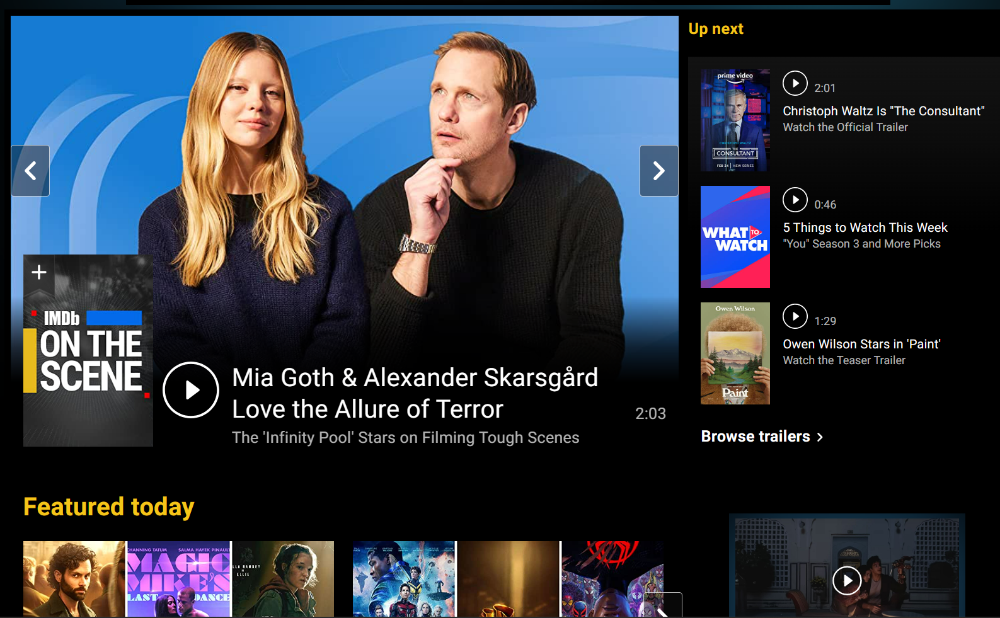 Up next
prime video
CHRISTOPH WALTZ
THE
CONSULTANT
FEB 24 | NEW SERIES
2:01
Christoph Waltz Is "The Consultant"
Watch the Official Trailer
WHAT TO
WATCH
0:46
5 Things to Watch This Week
"You" Season 3 and More Picks
Owen Wilson
Paint
1:29
Owen Wilson Stars in 'Paint'
Watch the Teaser Trailer
Browse trailers
IMDb
ON THE
SCENE
Mia Goth & Alexander Skarsgård
Love the Allure of Terror
2:03
The 'Infinity Pool' Stars on Filming Tough Scenes
Featured today
CHANNING TATUM SALMA HAYEK PINAUL
MAGIC
MIKE'S
LAST DANCE
LLA RAMSEY
ELLIE